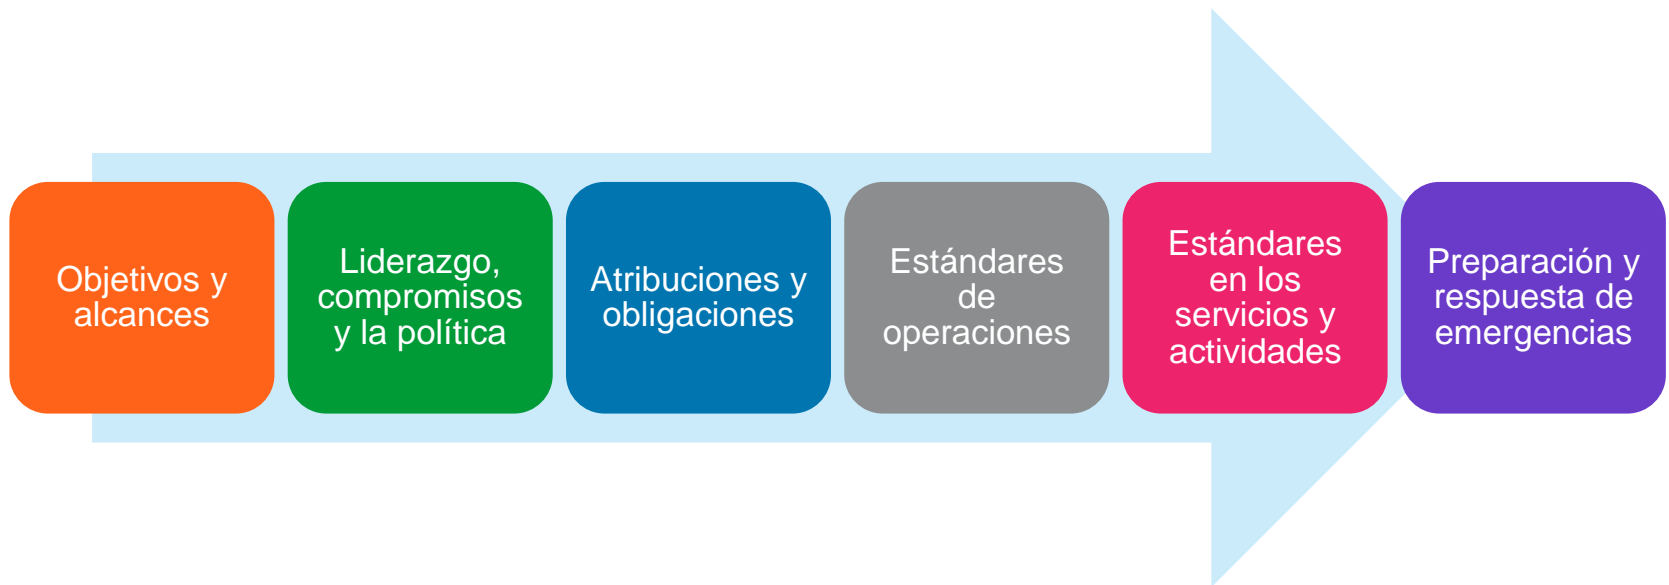 Objetivos y
alcances
Liderazgo,
compromisos
y la política
Atribuciones y
obligaciones
Estándares
de
operaciones
Estándares
en los
servicios y
actividades
Preparación y
respuesta de
emergencias